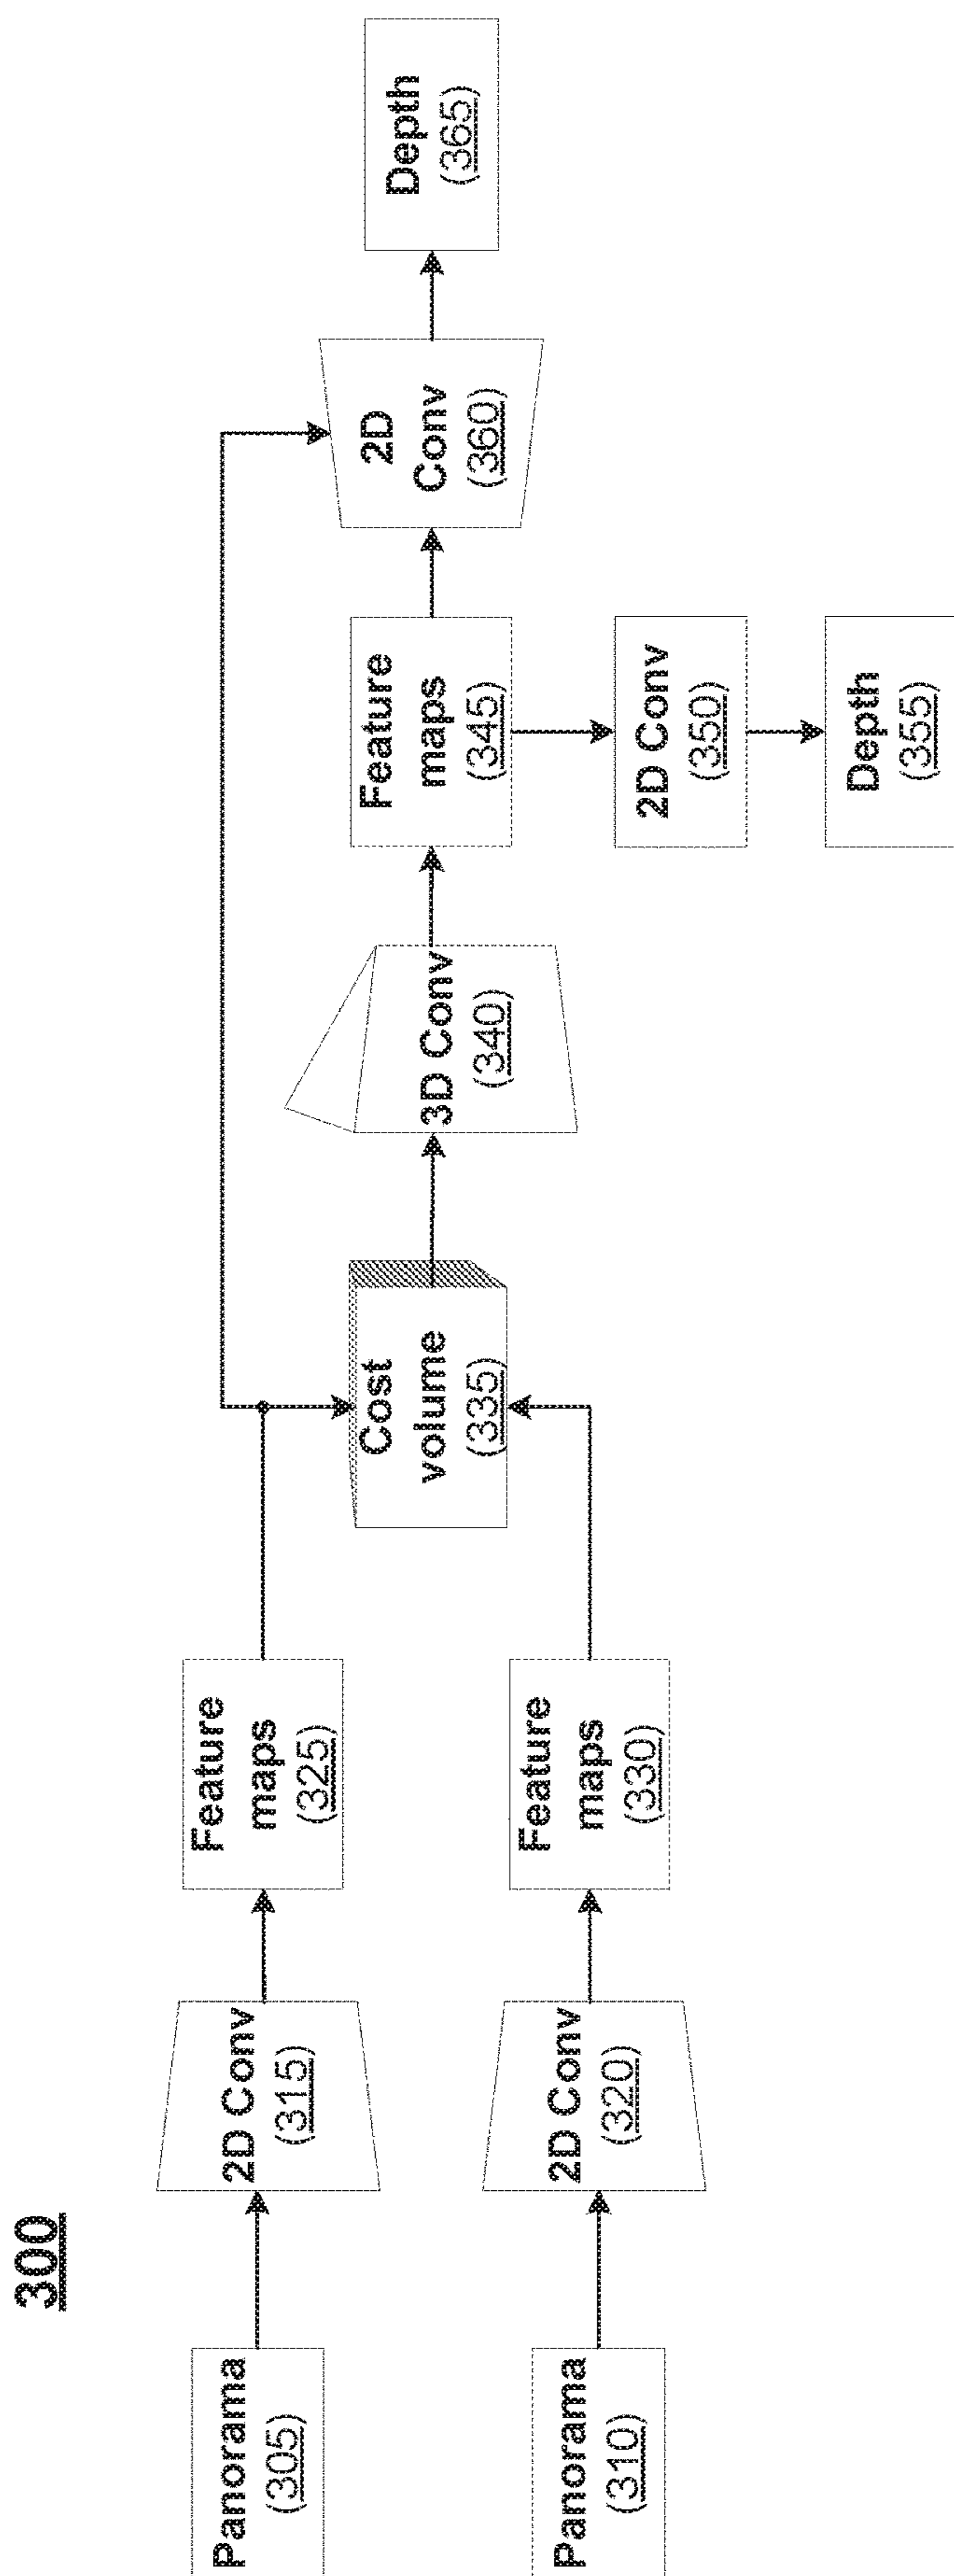 300
Panorama
(305)
2D Conv
(315)
Feature
maps
(325)
Panorama
(310)
2D Conv
(320)
Feature
maps
(330)
Cost
volume
(335)
3D Conv
(340)
Feature
maps
(345)
2D Conv
(350)
Depth
(355)
2D
Conv
(360)
Depth
(365)